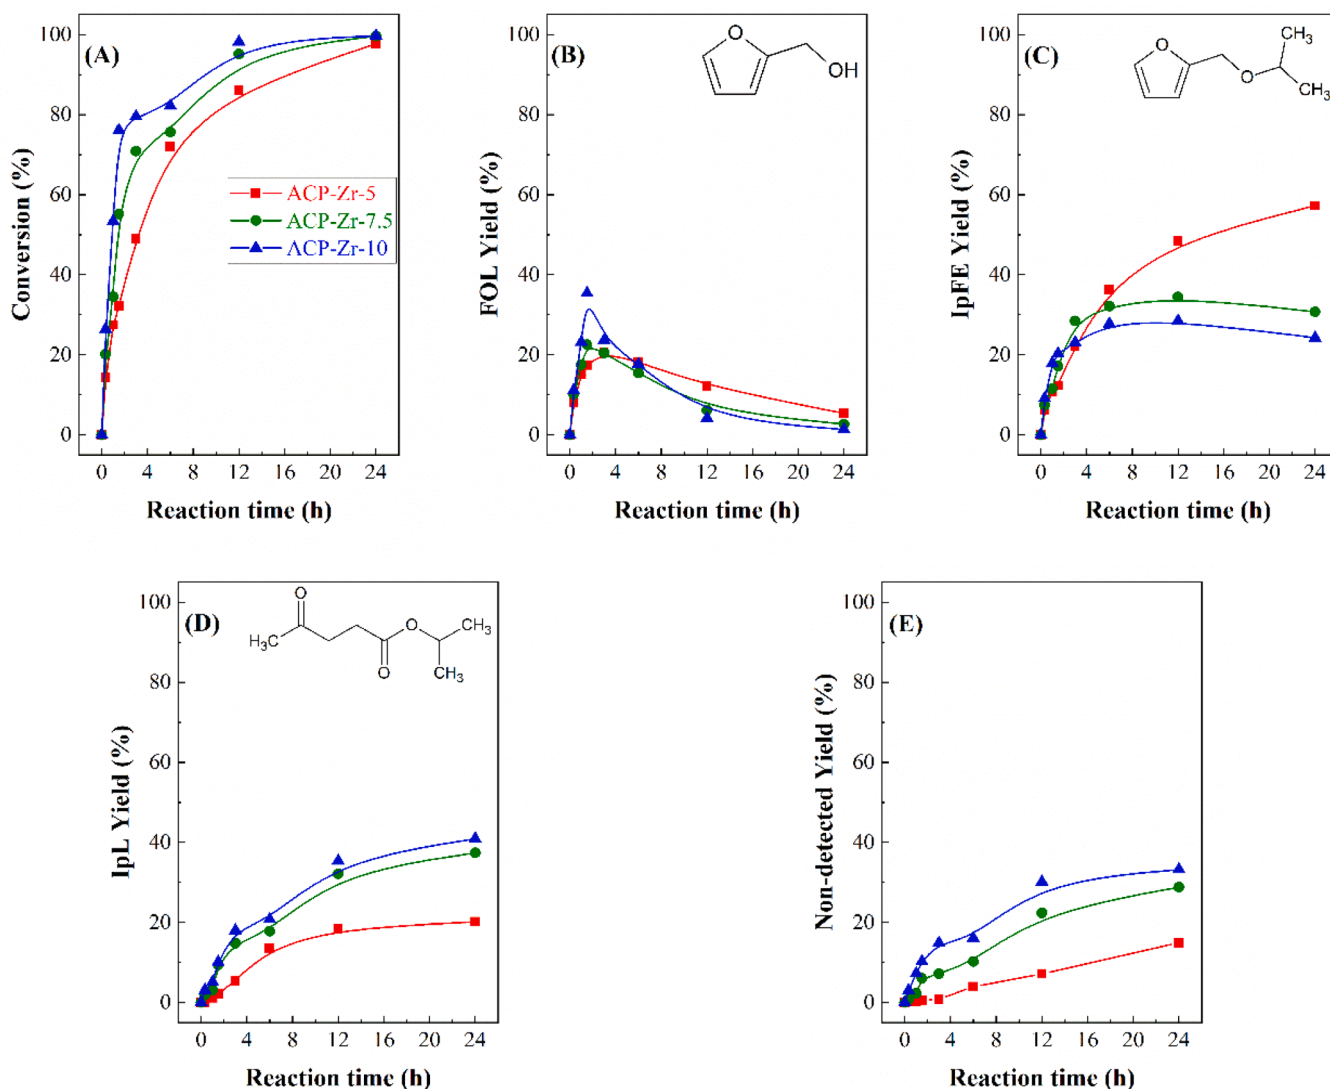 (A)
100
80
60
40
20
0
Conversion (%)
ACP-Zr-5
ACP-Zr-7.5
ACP-Zr-10
0 4 8 12 16 20 24
Reaction time (h)
(B)
O
OH
100
80
60
40
20
0
FOL Yield (%)
0 4 8 12 16 20 24
Reaction time (h)
(C)
O
O
CH3
CH3
100
80
60
40
20
0
IpFE Yield (%)
0 4 8 12 16 20 24
Reaction time (h)
(D)
O
H3C
O
O
CH3
CH3
100
80
60
40
20
0
IpL Yield (%)
0 4 8 12 16 20 24
Reaction time (h)
(E)
100
80
60
40
20
0
Non-detected Yield (%)
0 4 8 12 16 20 24
Reaction time (h)